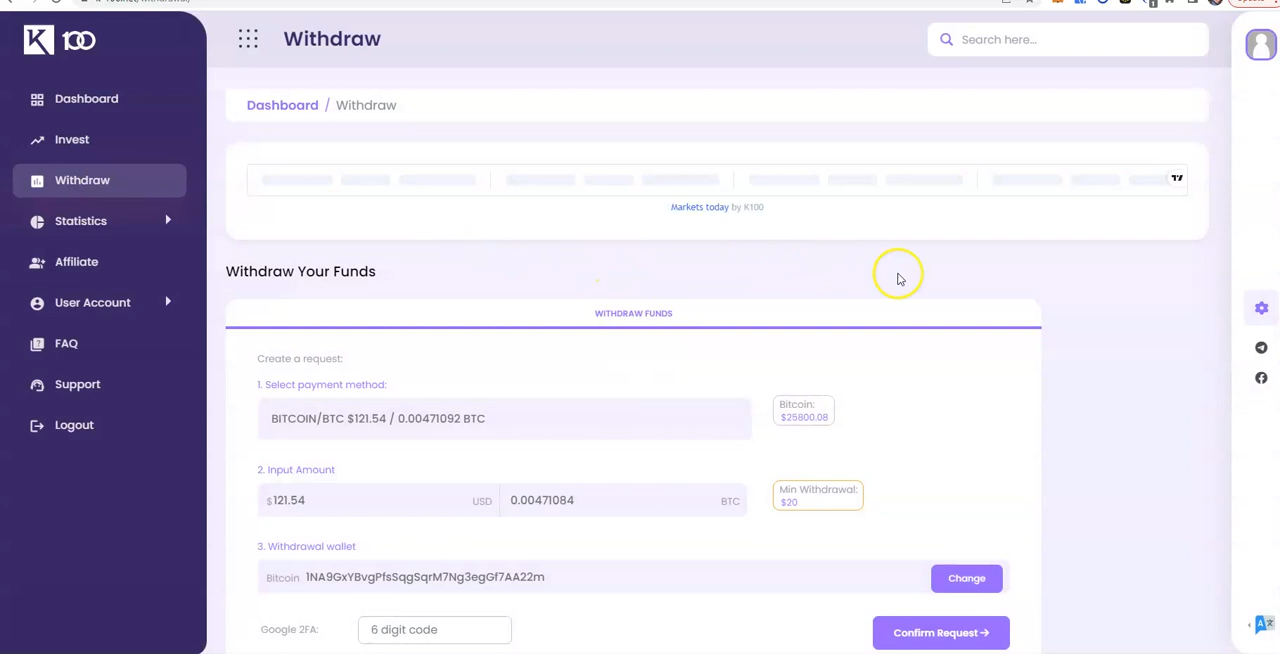 K 100
Withdraw
Search here...
Dashboard
Invest
Withdraw
Statistics
Affiliate
User Account
FAQ
Support
Logout
Dashboard / Withdraw
Markets today by K100
Withdraw Your Funds
WITHDRAW FUNDS
Create a request:
1. Select payment method:
BITCOIN/BTC $121.54 / 0.00471092 BTC
Bitcoin:
$25800.08
2. Input Amount
$121.54 USD 0.00471084 BTC
Min Withdrawal:
$20
3. Withdrawal wallet
Bitcoin 1NA9GxYBvgPfsSqgSqrM7Ng3egGf7AA22m
Change
Google 2FA: 6 digit code
Confirm Request→